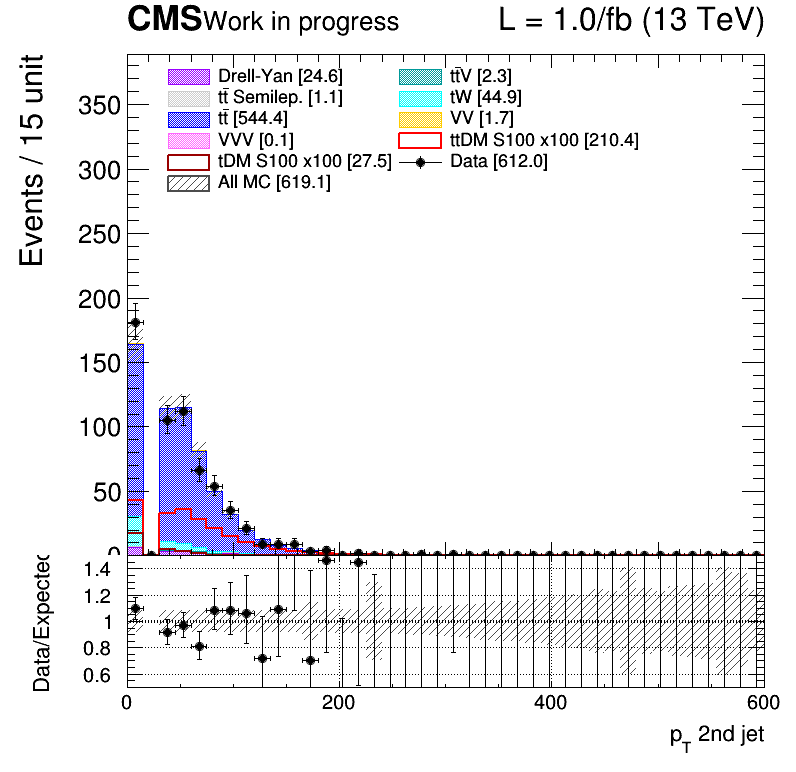 CMS Work in progress L = 1.0/fb (13 TeV)
Events / 15 unit
Drell-Yan [24.6] tt̄V [2.3]
tt̄ Semilep. [1.1] tW [44.9]
tt̄ [544.4] VV [1.7]
VVV [0.1] ttDM S100 x100 [210.4]
tDM S100 x100 [27.5] Data [612.0]
All MC [619.1]
350
300
250
200
150
100
50
0
Data/Expected
1.4
1.2
1
0.8
0.6
0 200 400 600
pT 2nd jet